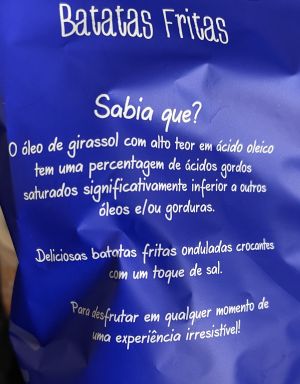 Batatas Fritas
Sabia que?
O óleo de girassol com alto teor em ácido oleico
tem uma percentagem de ácidos gordos
saturados significativamente inferior a outros
óleos e/ou gorduras.
Deliciosas batatas fritas onduladas crocantes
com um toque de sal.
Para desfrutar em qualquer momento de
uma experiência irresistível!